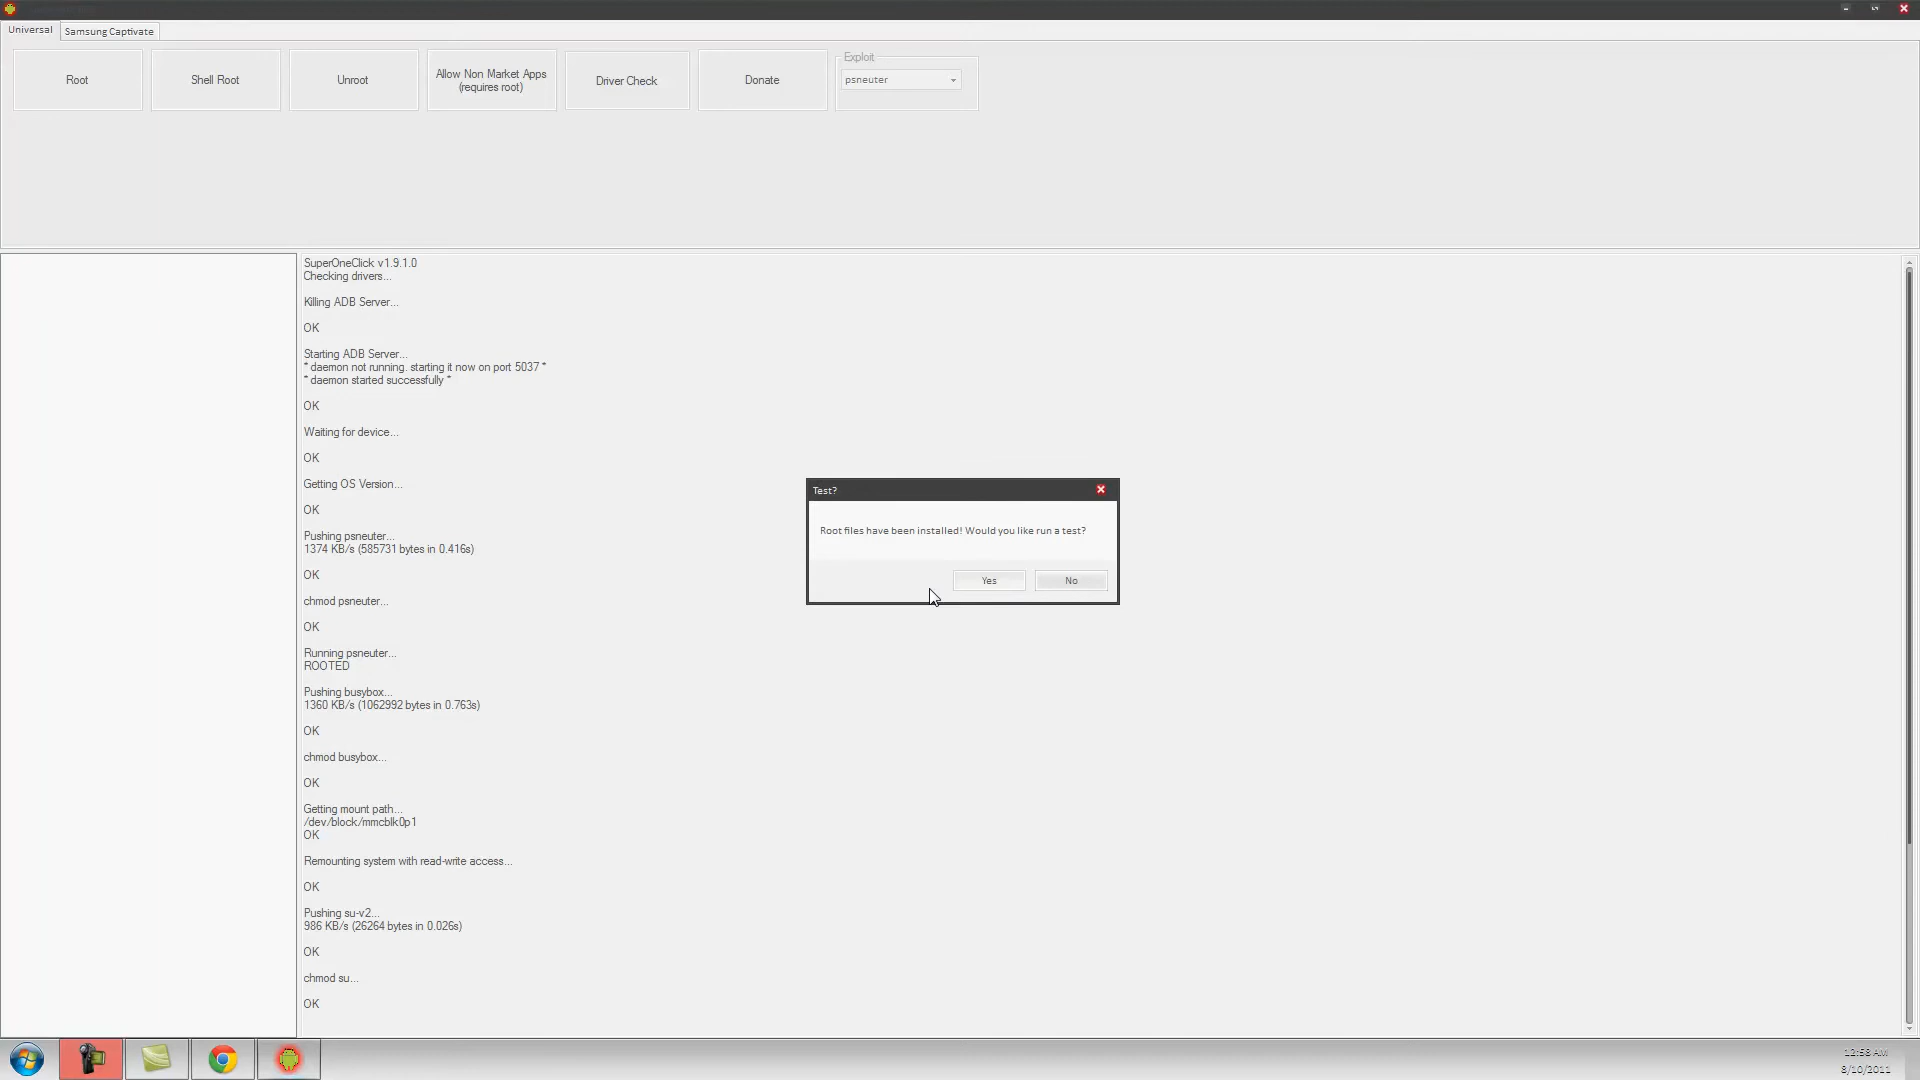 Universal
Samsung Captivate
Root
Shell Root
Unroot
Allow Non Market Apps
(requires root)
Driver Check
Donate
Exploit
psneuter
SuperOneClick v1.9.1.0
Checking drivers...
Killing ADB Server...
OK
Starting ADB Server...
* daemon not running. starting it now on port 5037 *
* daemon started successfully *
OK
Waiting for device...
OK
Getting OS Version...
OK
Pushing psneuter...
1374 KB/s (585731 bytes in 0.416s)
OK
chmod psneuter...
OK
Running psneuter...
ROOTED
Pushing busybox...
1360 KB/s (1062992 bytes in 0.763s)
OK
chmod busybox...
OK
Getting mount path...
/dev/block/mmcblk0p1
OK
Remounting system with read-write access...
OK
Pushing su-v2...
986 KB/s (26264 bytes in 0.026s)
OK
chmod su...
OK
Test?
Root files have been installed! Would you like run a test?
Yes
No
12:58 AM
8/10/2011